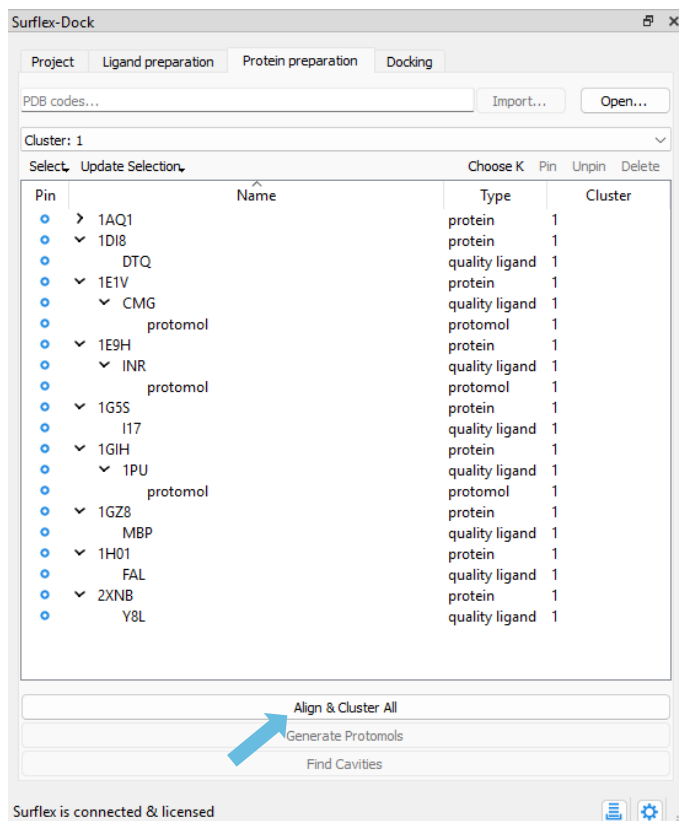 Surflex-Dock
Project Ligand preparation Protein preparation Docking
PDB codes... Import... Open...
Cluster: 1
Select Update Selection Choose K Pin Unpin Delete
Pin Name Type Cluster
1AQ1 protein 1
1DI8 protein 1
DTQ quality ligand 1
1E1V protein 1
CMG quality ligand 1
protomol protomol 1
1E9H protein 1
INR quality ligand 1
protomol protomol 1
1G5S protein 1
I17 quality ligand 1
1GIH protein 1
1PU quality ligand 1
protomol protomol 1
1GZ8 protein 1
MBP quality ligand 1
1H01 protein 1
FAL quality ligand 1
2XNB protein 1
Y8L quality ligand 1
Align & Cluster All
Generate Protomols
Find Cavities
Surflex is connected & licensed